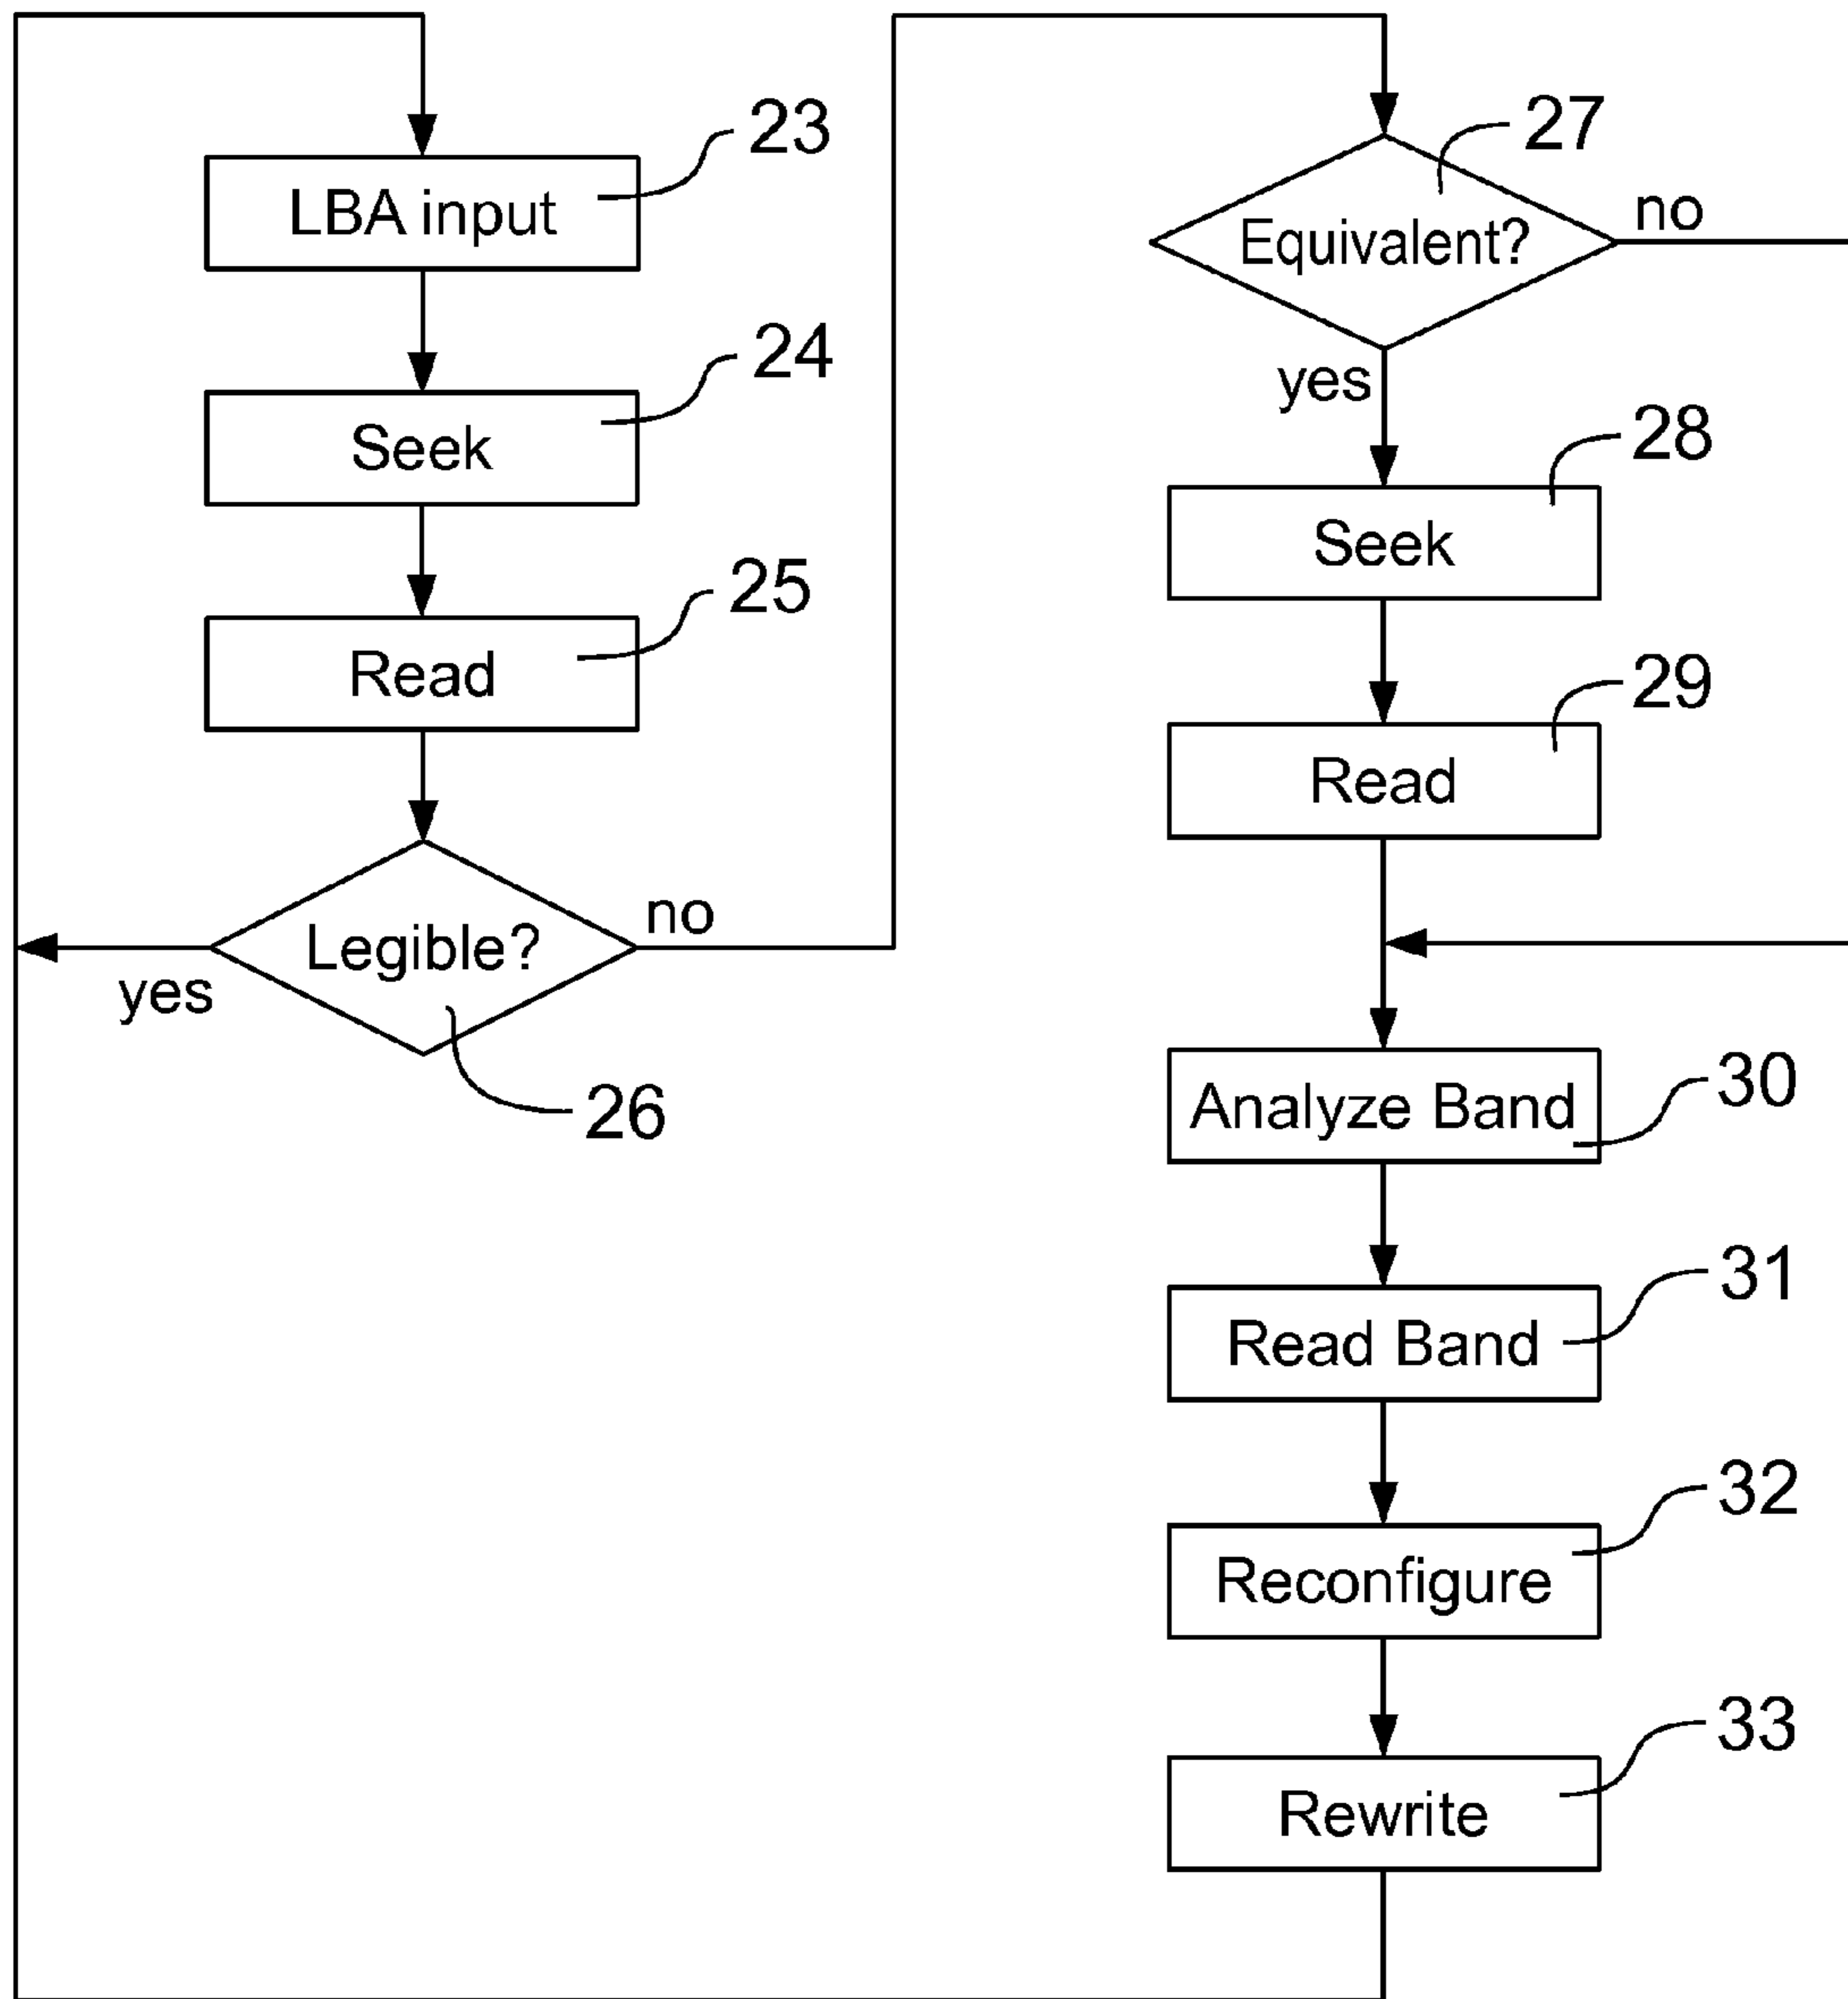 LBA input
23
Seek
24
Read
25
Legible?
yes
no
26
Equivalent?
27
no
yes
Seek
28
Read
29
Analyze Band
30
Read Band
31
Reconfigure
32
Rewrite
33